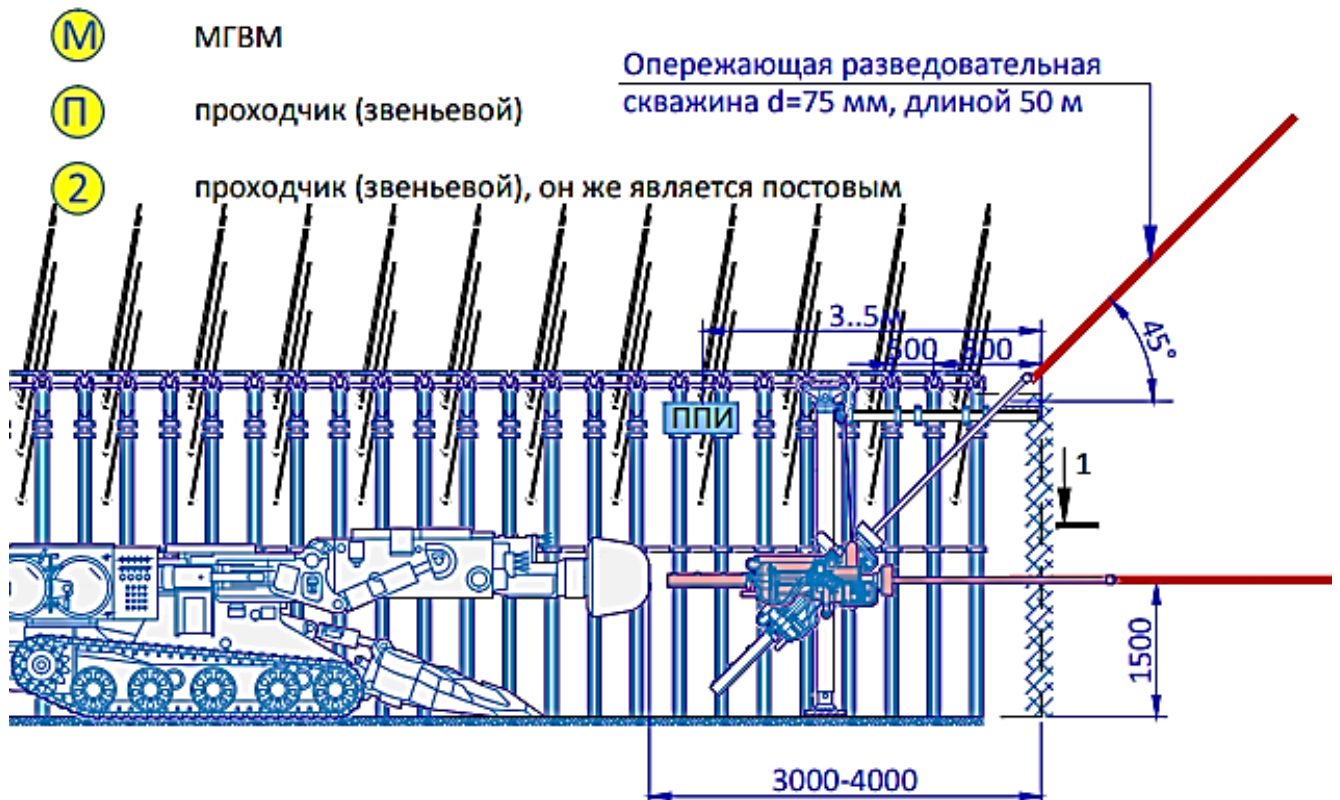 М МГВМ
П проходчик (звеньевой)
2 проходчик (звеньевой), он же является постовым
Опережающая разведовательная
скважина d=75 мм, длиной 50 м
3..5м
500 800
45°
ППИ
1
1500
3000-4000